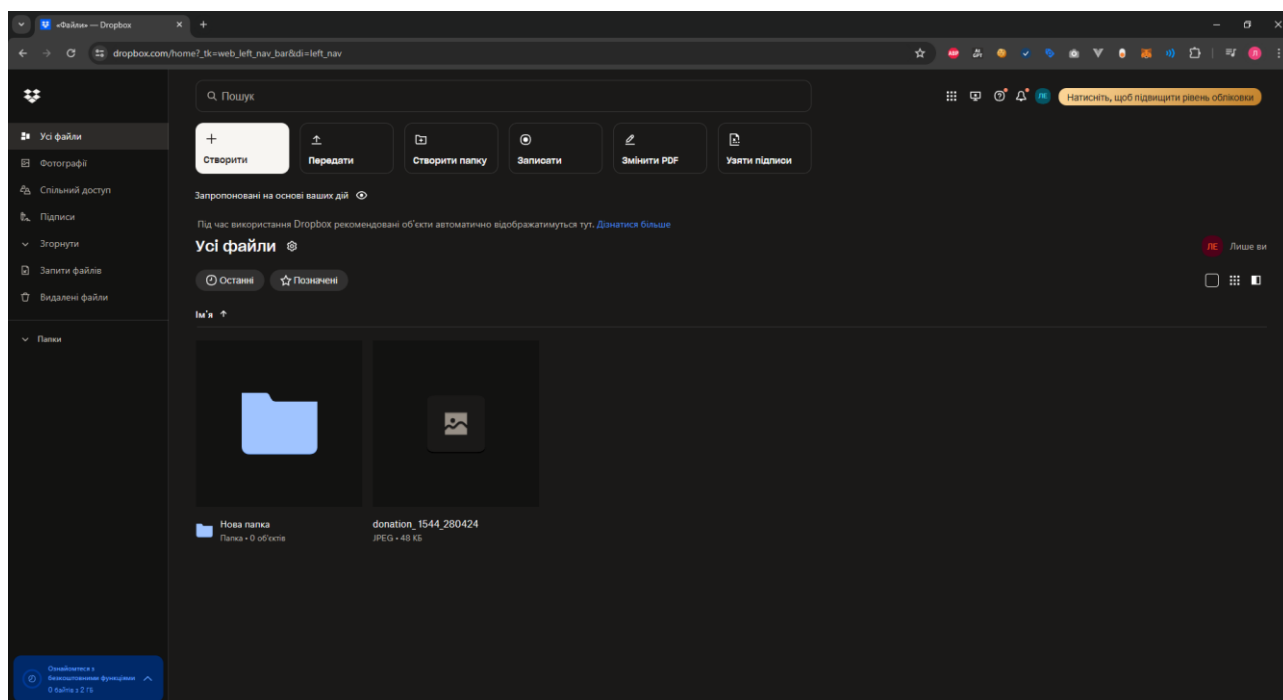 «Файли» — Dropbox
dropbox.com/home?_tk=web_left_nav_bar&di=left_nav
Пошук
ЛЕ
Натисніть, щоб підвищити рівень обліковки
Усі файли
Фотографії
Спільний доступ
Підписи
Згорнути
Запити файлів
Видалені файли
Папки
Створити
Передати
Створити папку
Записати
Змінити PDF
Узяти підписи
Запропоновані на основі ваших дій
Під час використання Dropbox рекомендовані об'єкти автоматично відображатимуться тут. Дізнатися більше
Усі файли
ЛЕ Лише ви
Останні
Позначені
Ім'я
Нова папка
Папка • 0 об'єктів
donation_1544_280424
JPEG • 48 КБ
Ознайомтеся з
безкоштовними функціями
0 байтів з 2 ГБ